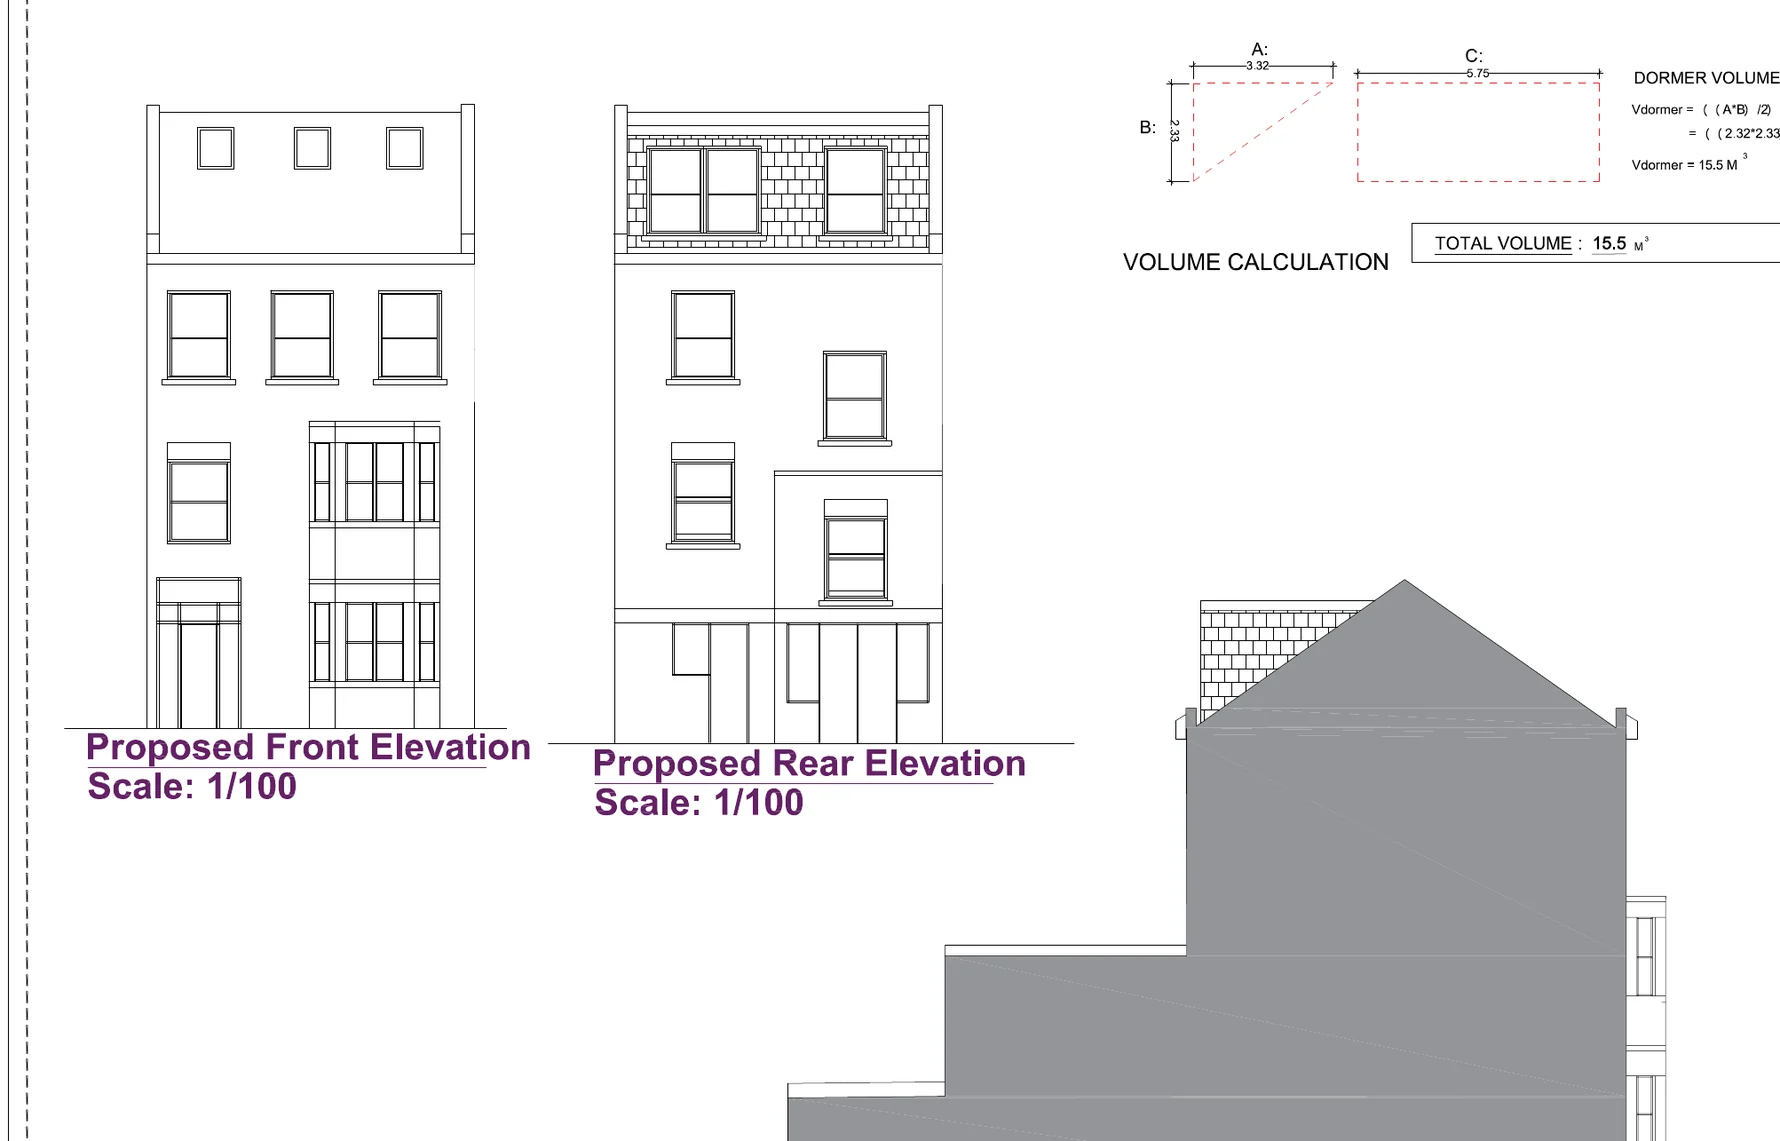 A:
3.32
B:
2.33
C:
5.75
DORMER VOLUME
Vdormer = ( ( A*B) /2)
= ( ( 2.32*2.33
Vdormer = 15.5 M 3
TOTAL VOLUME : 15.5 M3
VOLUME CALCULATION
Proposed Front Elevation
Scale: 1/100
Proposed Rear Elevation
Scale: 1/100